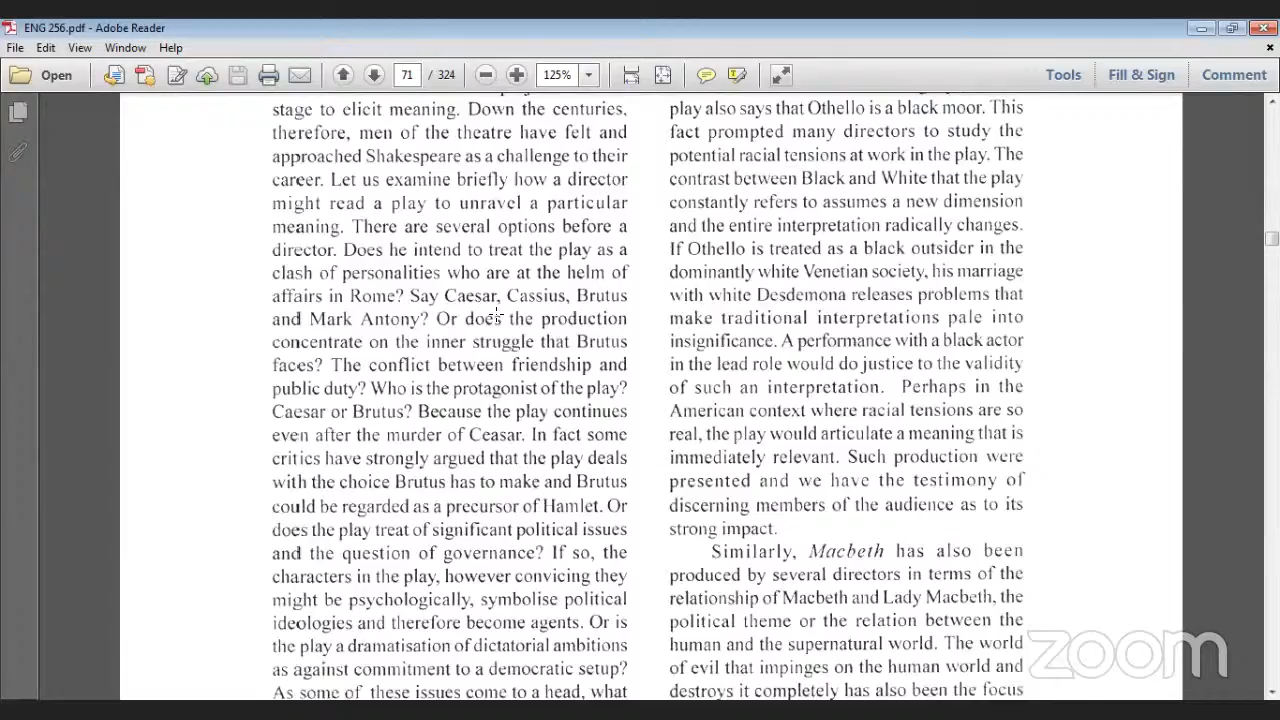 ENG 256.pdf - Adobe Reader
File Edit View Window Help
Open 71 / 324 125% Tools Fill & Sign Comment
stage to elicit meaning. Down the centuries,
therefore, men of the theatre have felt and
approached Shakespeare as a challenge to their
career. Let us examine briefly how a director
might read a play to unravel a particular
meaning. There are several options before a
director. Does he intend to treat the play as a
clash of personalities who are at the helm of
affairs in Rome? Say Caesar, Cassius, Brutus
and Mark Antony? Or does the production
concentrate on the inner struggle that Brutus
faces? The conflict between friendship and
public duty? Who is the protagonist of the play?
Caesar or Brutus? Because the play continues
even after the murder of Ceasar. In fact some
critics have strongly argued that the play deals
with the choice Brutus has to make and Brutus
could be regarded as a precursor of Hamlet. Or
does the play treat of significant political issues
and the question of governance? If so, the
characters in the play, however convicing they
might be psychologically, symbolise political
ideologies and therefore become agents. Or is
the play a dramatisation of dictatorial ambitions
as against commitment to a democratic setup?
As some of these issues come to a head, what
play also says that Othello is a black moor. This
fact prompted many directors to study the
potential racial tensions at work in the play. The
contrast between Black and White that the play
constantly refers to assumes a new dimension
and the entire interpretation radically changes.
If Othello is treated as a black outsider in the
dominantly white Venetian society, his marriage
with white Desdemona releases problems that
make traditional interpretations pale into
insignificance. A performance with a black actor
in the lead role would do justice to the validity
of such an interpretation. Perhaps in the
American context where racial tensions are so
real, the play would articulate a meaning that is
immediately relevant. Such production were
presented and we have the testimony of
discerning members of the audience as to its
strong impact.
Similarly, Macbeth has also been
produced by several directors in terms of the
relationship of Macbeth and Lady Macbeth, the
political theme or the relation between the
human and the supernatural world. The world
of evil that impinges on the human world and
destroys it completely has also been the focus
zoom